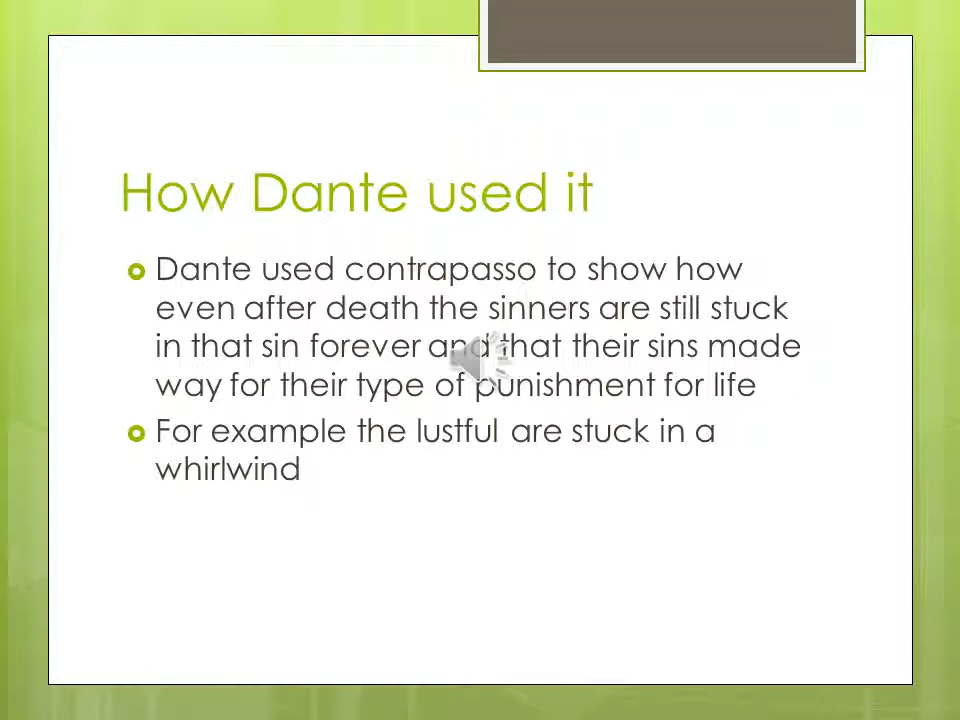 How Dante used it
Dante used contrapasso to show how
even after death the sinners are still stuck
in that sin forever and that their sins made
way for their type of punishment for life
For example the lustful are stuck in a
whirlwind